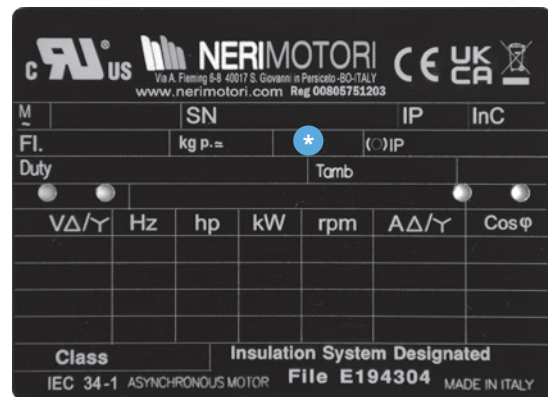 c RU ® US NERIMOTORI CE UK CA
Via A. Fleming 6-8 40017 S. Giovanni in Persiceto -BO-ITALY
www.nerimotori.com Reg 00805751203
M ~ SN IP InC
Fl. kg p.≃ * (○)IP
Duty Tamb
VΔ/Y Hz hp kW rpm AΔ/Y Cosφ
Class Insulation System Designated
IEC 34-1 ASYNCHRONOUS MOTOR File E194304 MADE IN ITALY